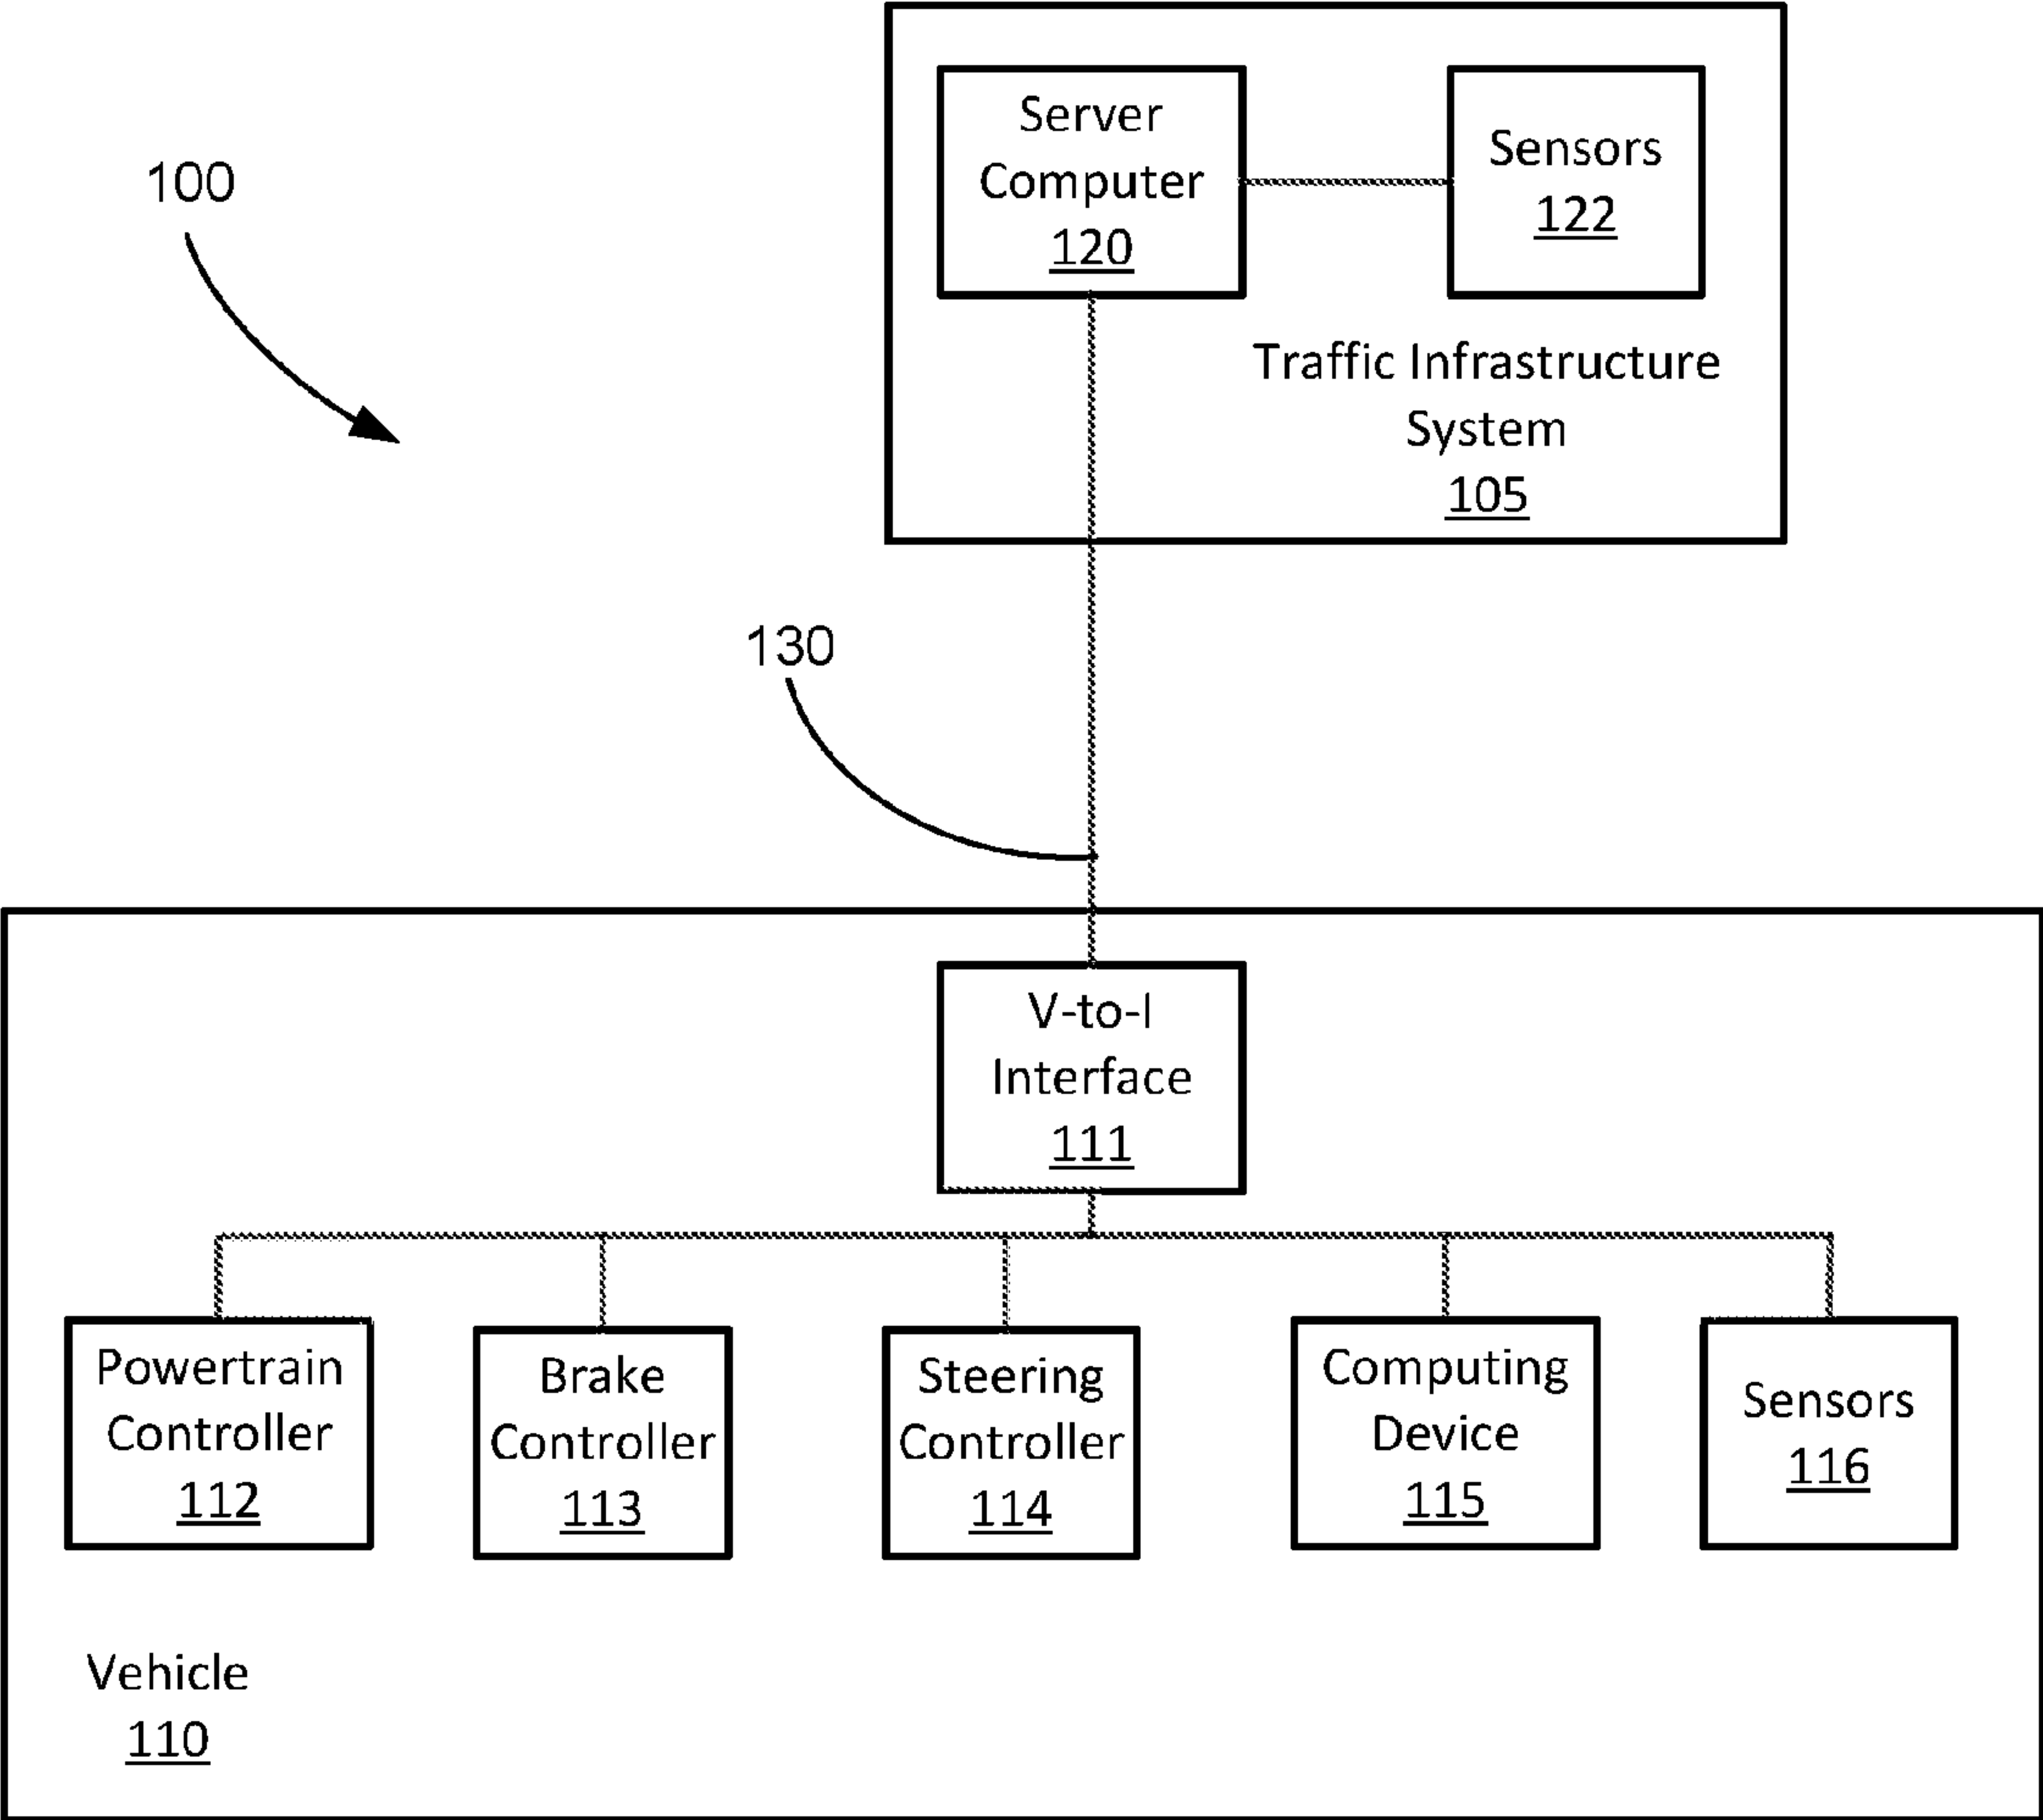 100
Server
Computer
120
Sensors
122
Traffic Infrastructure
System
105
130
V-to-I
Interface
111
Powertrain
Controller
112
Brake
Controller
113
Steering
Controller
114
Computing
Device
115
Sensors
116
Vehicle
110